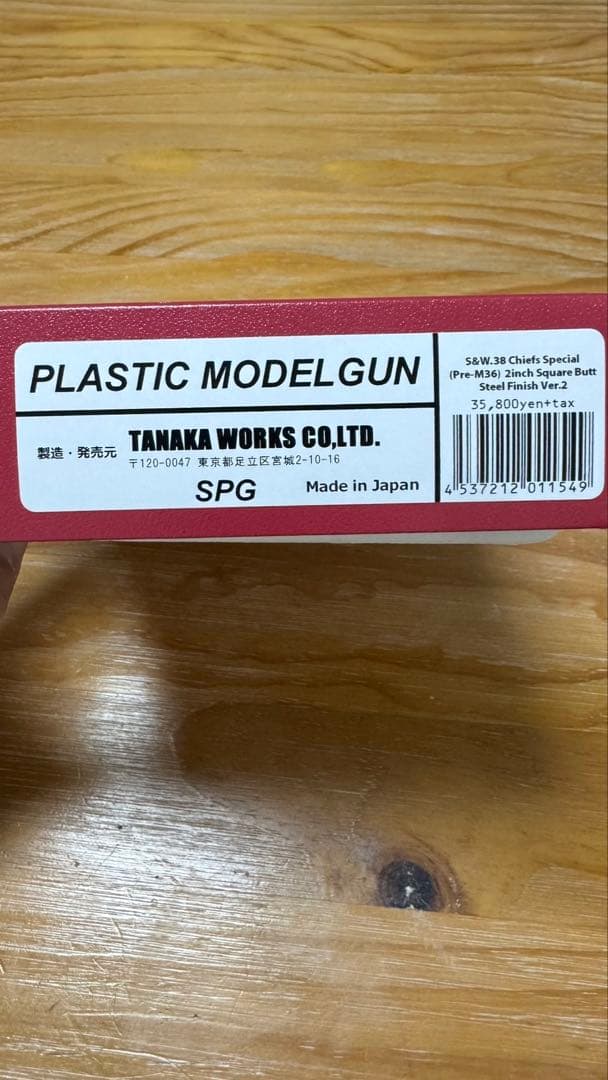 PLASTIC MODELGUN
製造・発売元 TANAKA WORKS CO,LTD.
〒120-0047 東京都足立区宮城2-10-16
SPG Made in Japan
S&W.38 Chiefs Special
(Pre-M36) 2inch Square Butt
Steel Finish Ver.2
35,800yen+tax
4 537212 011549